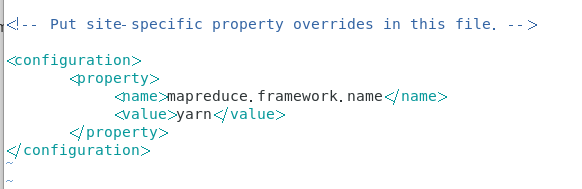 <!-- Put site-specific property overrides in this file. -->
<configuration>
<property>
<name>mapreduce.framework.name</name>
<value>yarn</value>
</property>
</configuration>
~
~